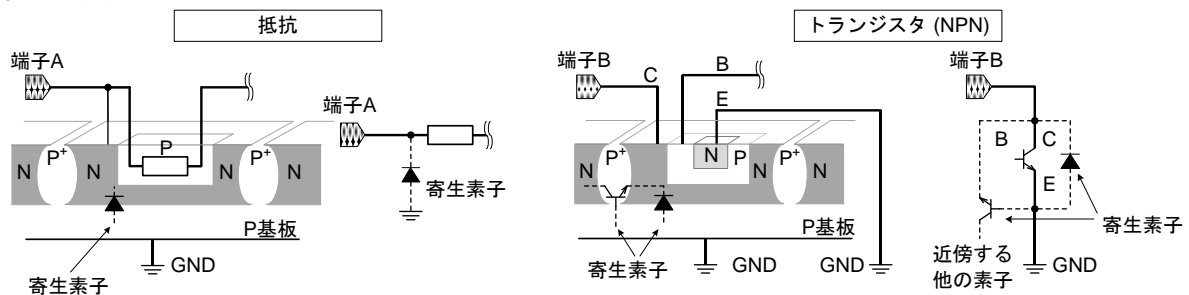 抵抗
端子A
P+
N
N
P
P+
N
P基板
GND
寄生素子
端子A
寄生素子
トランジスタ (NPN)
端子B
C
B
E
P+
N
N
N
P
P+
N
P基板
GND
GND
寄生素子
端子B
B
C
E
寄生素子
近傍する
他の素子
GND